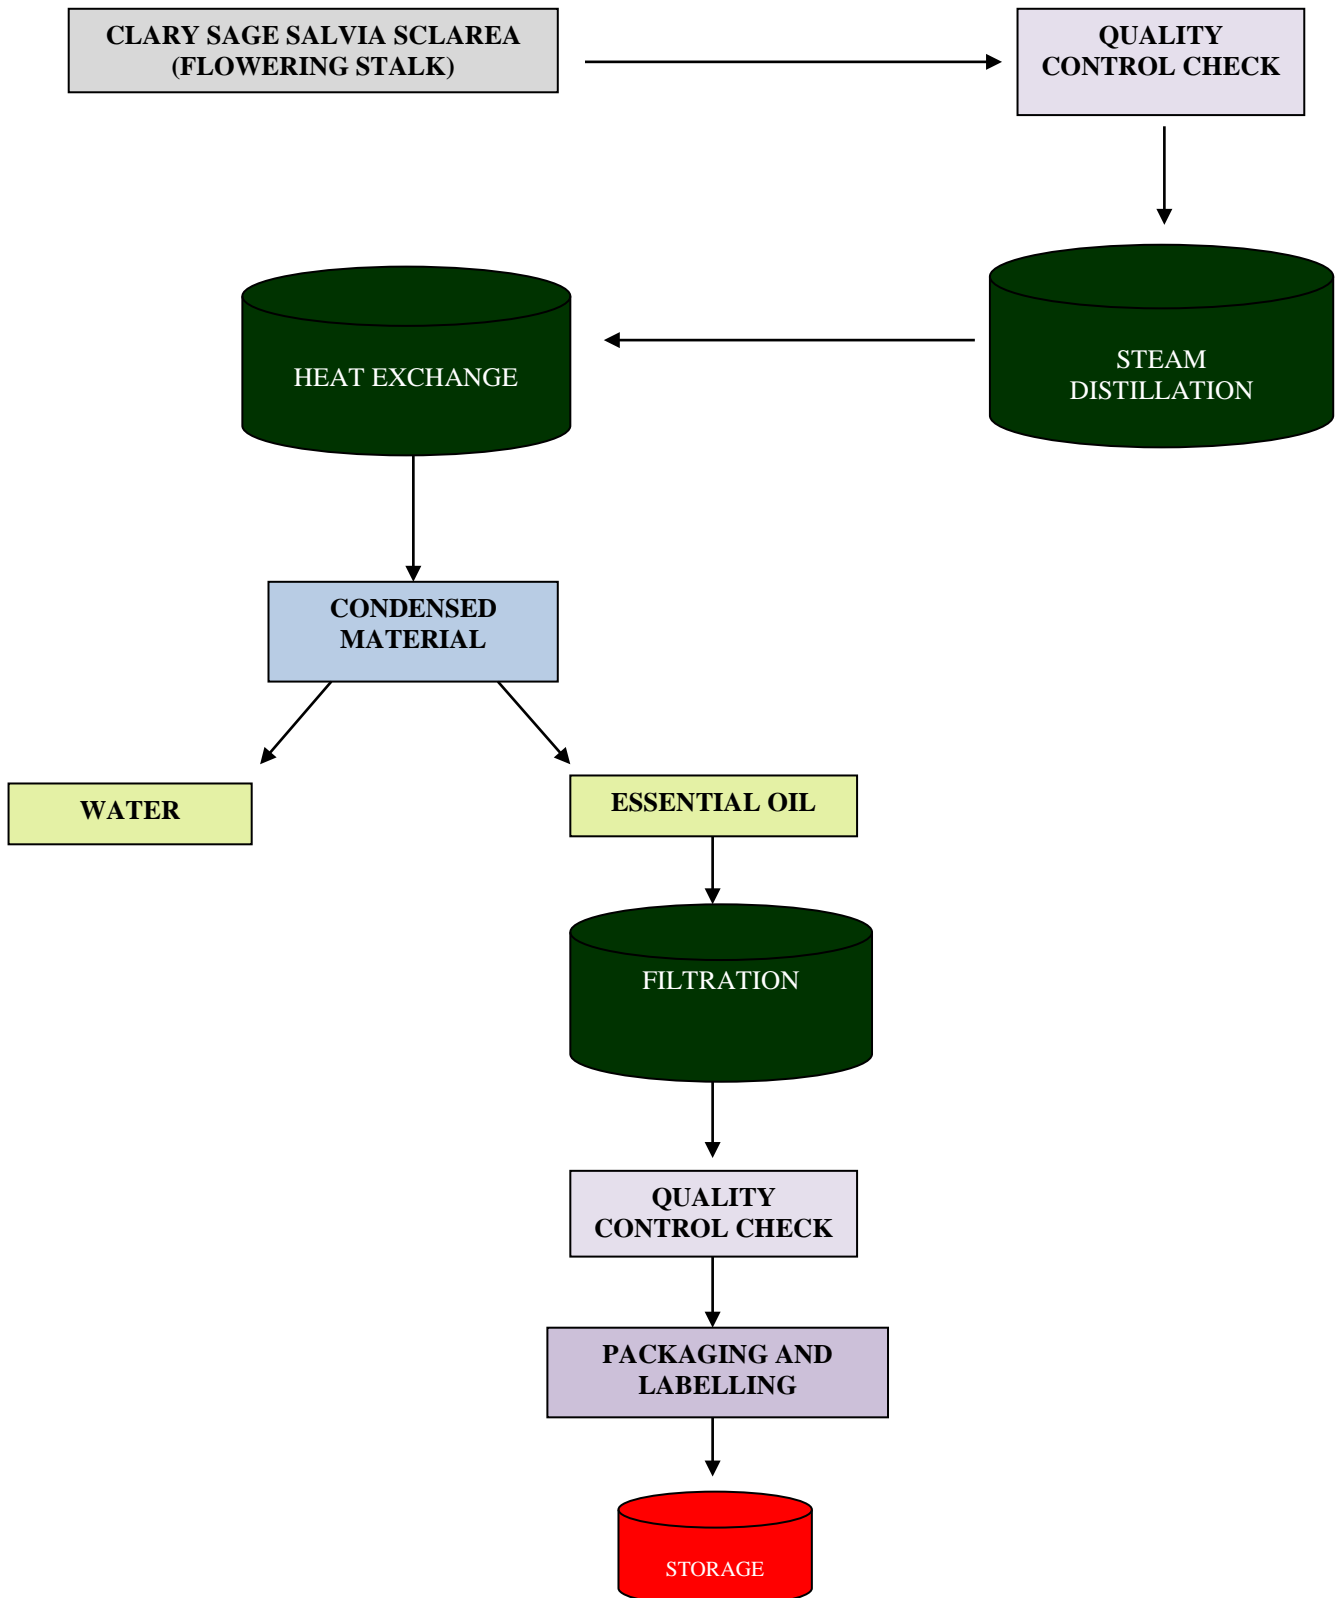 CLARY SAGE SALVIA SCLAREA
(FLOWERING STALK)
QUALITY
CONTROL CHECK
STEAM
DISTILLATION
HEAT EXCHANGE
CONDENSED
MATERIAL
WATER
ESSENTIAL OIL
FILTRATION
QUALITY
CONTROL CHECK
PACKAGING AND
LABELLING
STORAGE